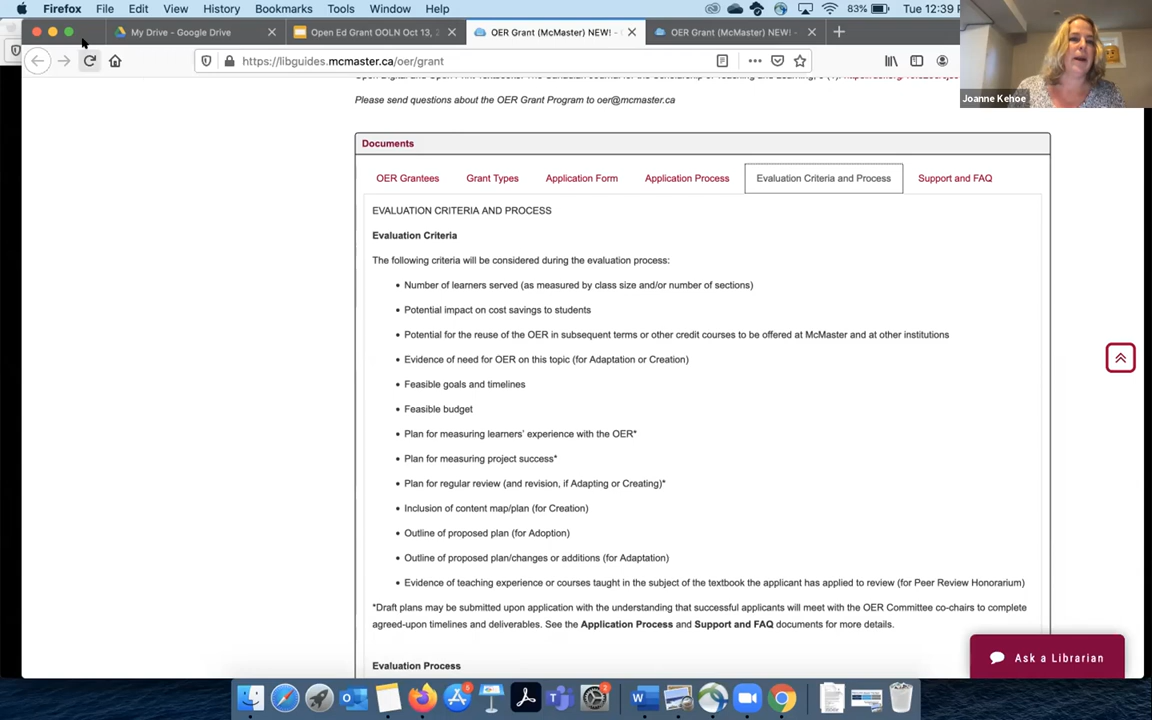 Firefox File Edit View History Bookmarks Tools Window Help 83% Tue 12:39 P
My Drive - Google Drive
Open Ed Grant OOLN Oct 13, 2
OER Grant (McMaster) NEW! -
OER Grant (McMaster) NEW! -
https://libguides.mcmaster.ca/oer/grant
Joanne Kehoe
Please send questions about the OER Grant Program to oer@mcmaster.ca
Documents
OER Grantees
Grant Types
Application Form
Application Process
Evaluation Criteria and Process
Support and FAQ
EVALUATION CRITERIA AND PROCESS
Evaluation Criteria
The following criteria will be considered during the evaluation process:
• Number of learners served (as measured by class size and/or number of sections)
• Potential impact on cost savings to students
• Potential for the reuse of the OER in subsequent terms or other credit courses to be offered at McMaster and at other institutions
• Evidence of need for OER on this topic (for Adaptation or Creation)
• Feasible goals and timelines
• Feasible budget
• Plan for measuring learners' experience with the OER*
• Plan for measuring project success*
• Plan for regular review (and revision, if Adapting or Creating)*
• Inclusion of content map/plan (for Creation)
• Outline of proposed plan (for Adoption)
• Outline of proposed plan/changes or additions (for Adaptation)
• Evidence of teaching experience or courses taught in the subject of the textbook the applicant has applied to review (for Peer Review Honorarium)
*Draft plans may be submitted upon application with the understanding that successful applicants will meet with the OER Committee co-chairs to complete
agreed-upon timelines and deliverables. See the Application Process and Support and FAQ documents for more details.
Evaluation Process
Ask a Librarian